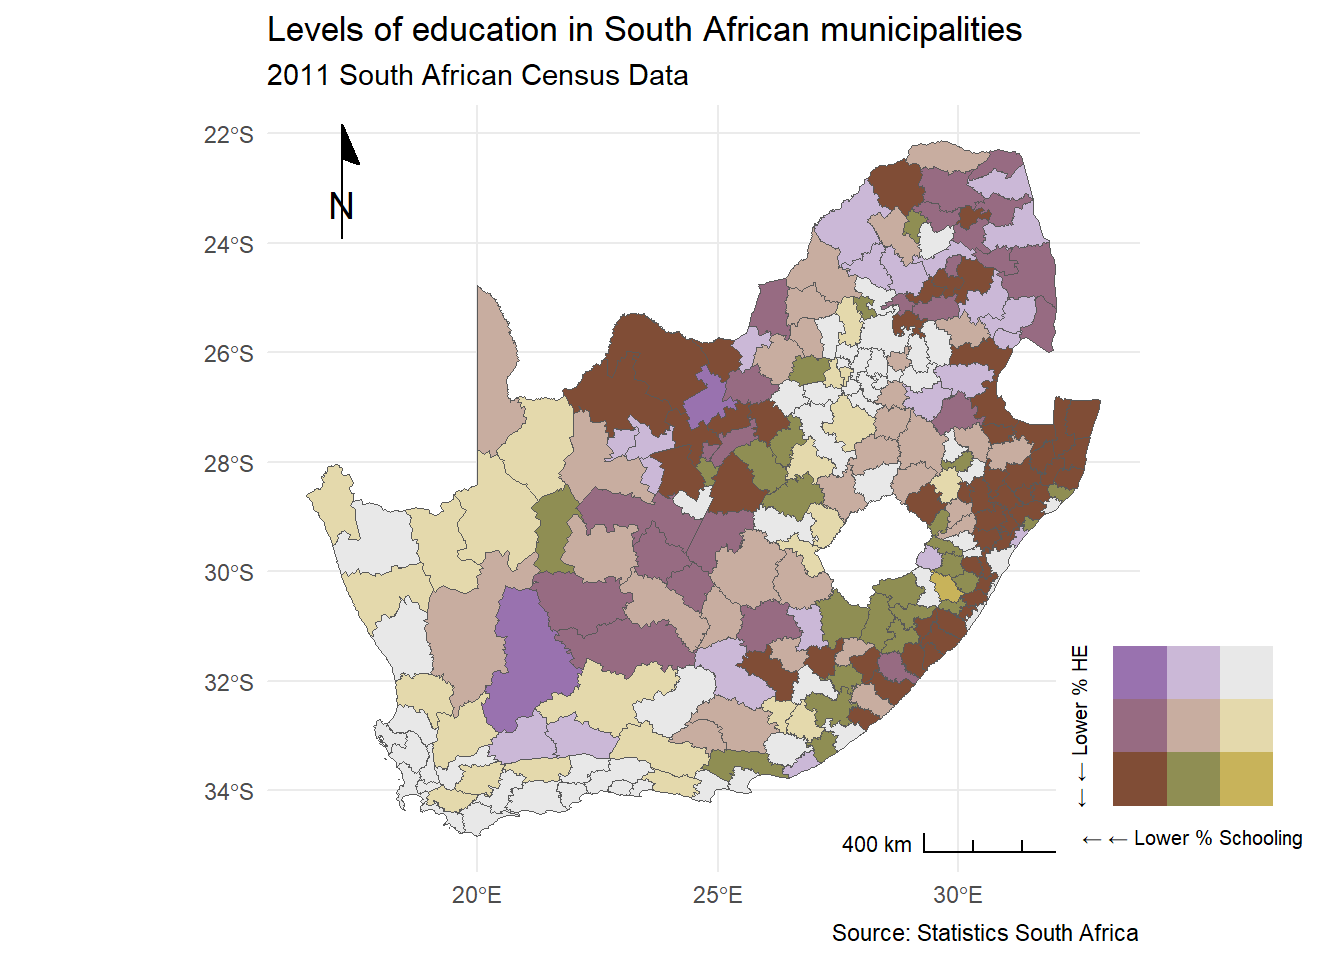 Levels of education in South African municipalities
2011 South African Census Data
22°S
24°S
26°S
28°S
30°S
32°S
34°S
N
← ← Lower % HE
← ← Lower % Schooling
400 km
20°E
25°E
30°E
Source: Statistics South Africa